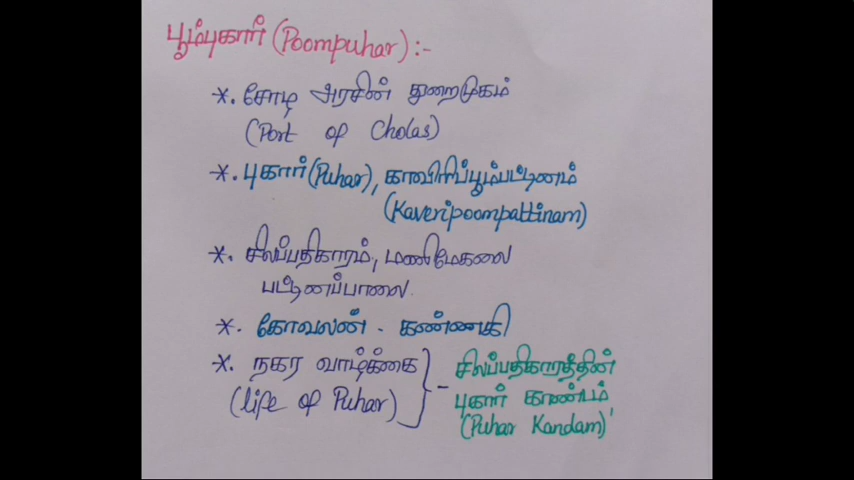 பூம்புகார் (Poompuhar) :-
*. சோழ அரசின் துறைமுகம்
(Port of Cholas)
*. புகார் (Puhar), காவிரிப்பூம்பட்டினம்
(Kaveripoompattinam)
*. சிலப்பதிகாரம், மணிமேகலை
பட்டினப்பாலை.
*. கோவலன் - கண்ணகி
*. நகர வாழ்க்கை } - சிலப்பதிகாரத்தின்
(life of Puhar) புகார் காண்டம்
(Puhar Kandam)